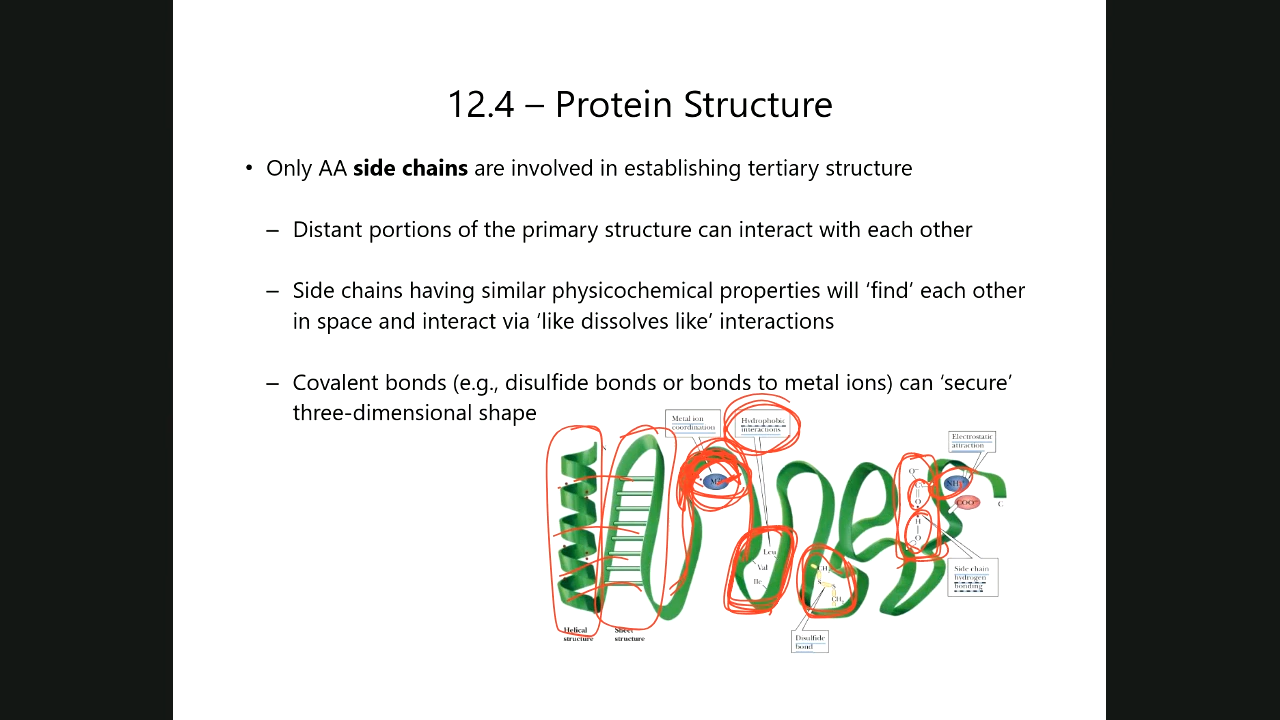 12.4 – Protein Structure
• Only AA side chains are involved in establishing tertiary structure
– Distant portions of the primary structure can interact with each other
– Side chains having similar physicochemical properties will ‘find’ each other
in space and interact via ‘like dissolves like’ interactions
– Covalent bonds (e.g., disulfide bonds or bonds to metal ions) can ‘secure’
three-dimensional shape
Metal ion
coordination
Hydrophobic
interactions
Electrostatic
attraction
COO⁻
Leu
Val
Ile
Side chain
hydrogen
bonding
Helical
structure
Sheet
structure
Disulfide
bond